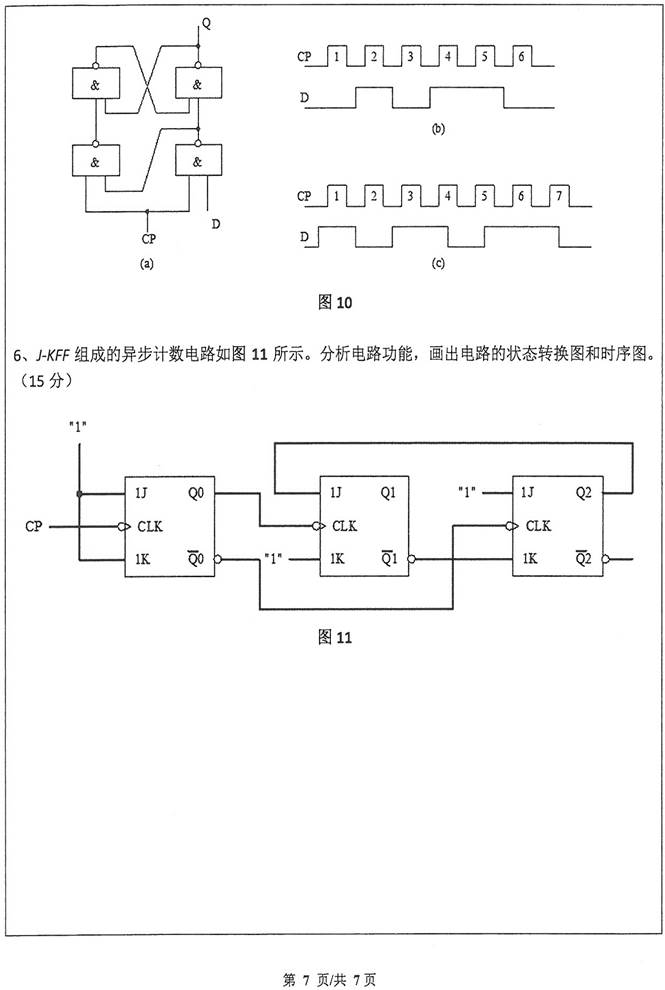 Q
&
&
&
&
CP
D
(a)
CP 1 2 3 4 5 6
D
(b)
CP 1 2 3 4 5 6 7
D
(c)
图 10
6、J-KFF 组成的异步计数电路如图 11 所示。分析电路功能，画出电路的状态转换图和时序图。
（15 分）
"1"
1J Q0
CP CLK
1K Q̅0
1J Q1
CLK
"1" 1K Q̅1
"1" 1J Q2
CLK
1K Q̅2
图 11
第 7 页/共 7 页